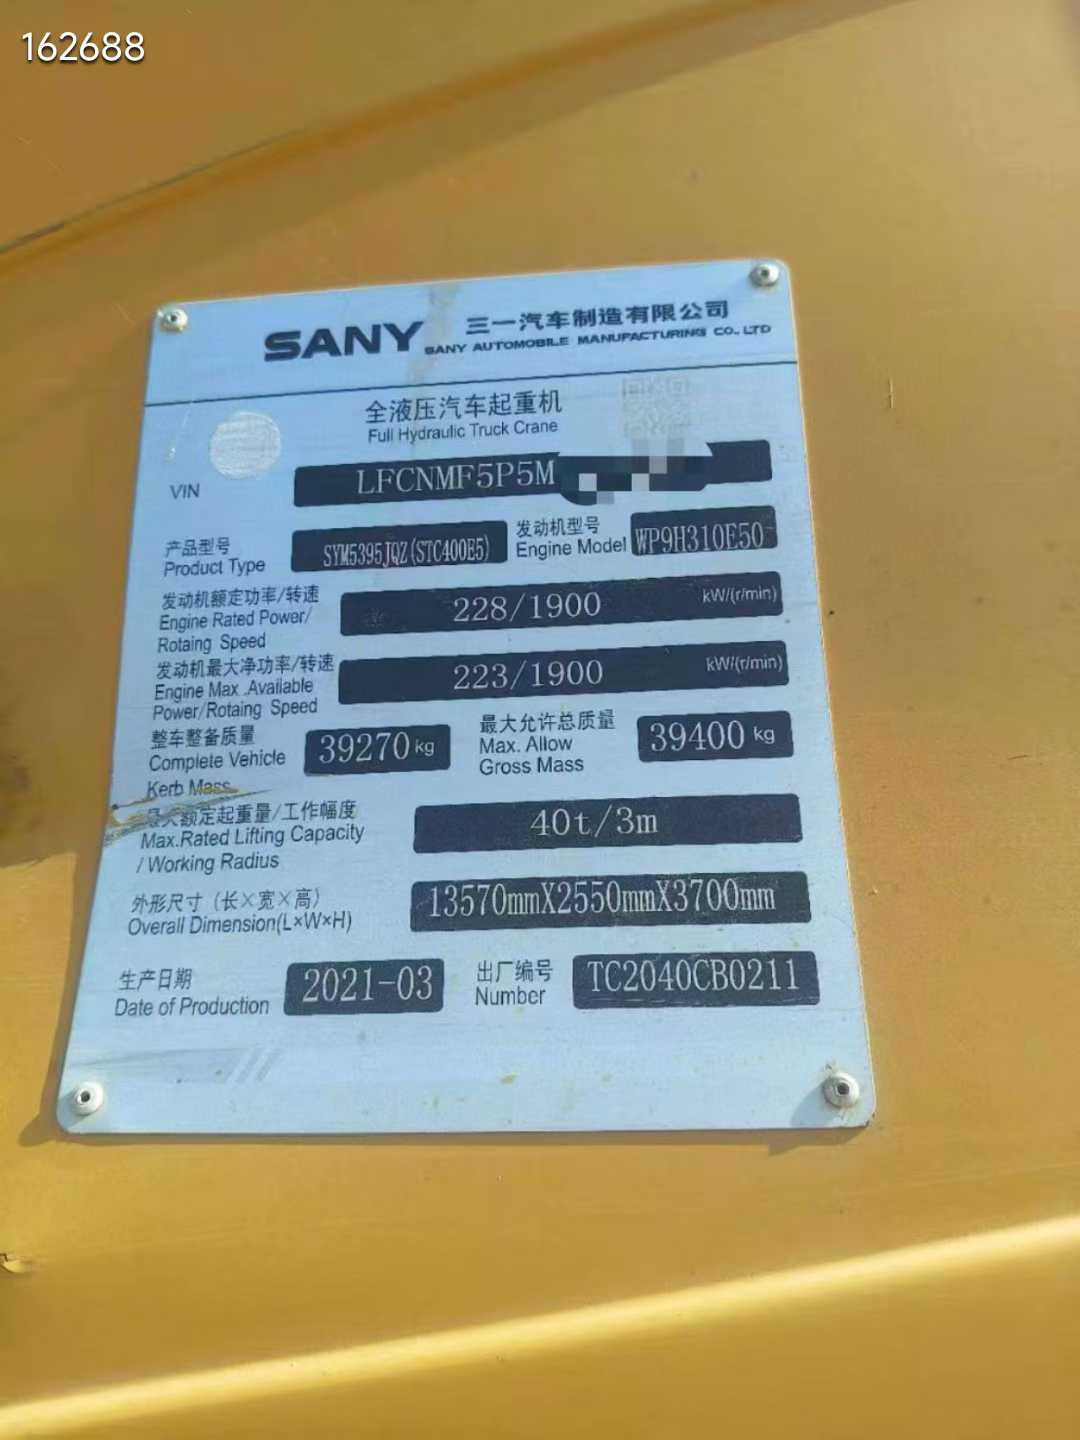 162688
SANY 三一汽车制造有限公司
SANY AUTOMOBILE MANUFACTURING CO., LTD
全液压汽车起重机
Full Hydraulic Truck Crane
VIN LFCNMF5P5M
产品型号 SYM5395JQZ(STC400E5) 发动机型号 WP9H310E50
Product Type Engine Model
发动机额定功率/转速 228/1900 kW/(r/min)
Engine Rated Power/
Rotaing Speed
发动机最大净功率/转速 223/1900 kW/(r/min)
Engine Max .Available
Power/Rotaing Speed
整车整备质量 39270 kg 最大允许总质量 39400 kg
Complete Vehicle Max. Allow
Kerb Mass Gross Mass
最大额定起重量/工作幅度 40t/3m
Max.Rated Lifting Capacity
/ Working Radius
外形尺寸 (长×宽×高) 13570mmX2550mmX3700mm
Overall Dimension(L×W×H)
生产日期 2021-03 出厂编号 TC2040CB0211
Date of Production Number